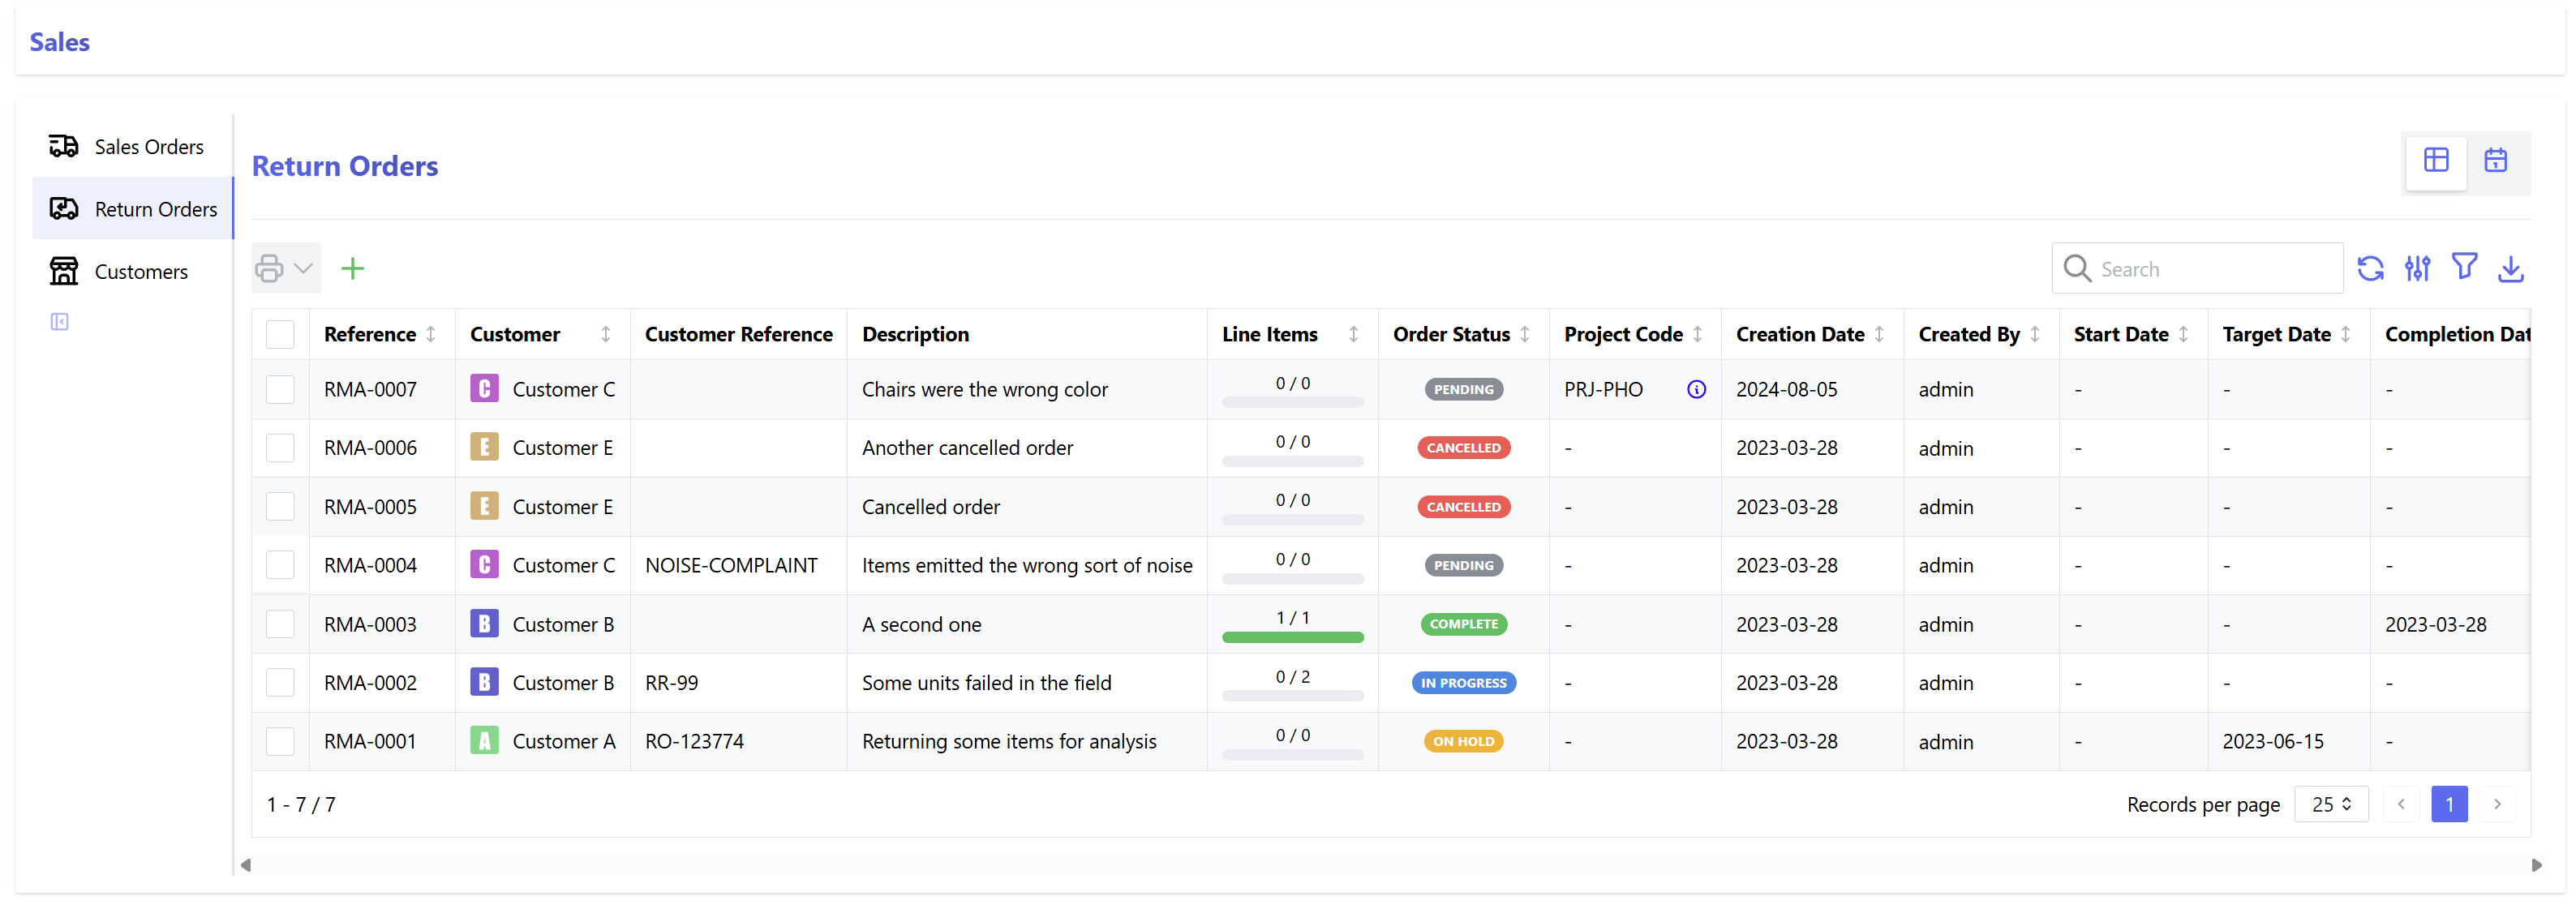 Sales
Sales Orders
Return Orders
Customers
Return Orders
Search
Reference Customer Customer Reference Description Line Items Order Status Project Code Creation Date Created By Start Date Target Date Completion Dat
RMA-0007 C Customer C Chairs were the wrong color 0 / 0 PENDING PRJ-PHO 2024-08-05 admin - - -
RMA-0006 E Customer E Another cancelled order 0 / 0 CANCELLED - 2023-03-28 admin - - -
RMA-0005 E Customer E Cancelled order 0 / 0 CANCELLED - 2023-03-28 admin - - -
RMA-0004 C Customer C NOISE-COMPLAINT Items emitted the wrong sort of noise 0 / 0 PENDING - 2023-03-28 admin - - -
RMA-0003 B Customer B A second one 1 / 1 COMPLETE - 2023-03-28 admin - - 2023-03-28
RMA-0002 B Customer B RR-99 Some units failed in the field 0 / 2 IN PROGRESS - 2023-03-28 admin - - -
RMA-0001 A Customer A RO-123774 Returning some items for analysis 0 / 0 ON HOLD - 2023-03-28 admin - 2023-06-15 -
1 - 7 / 7 Records per page 25 1